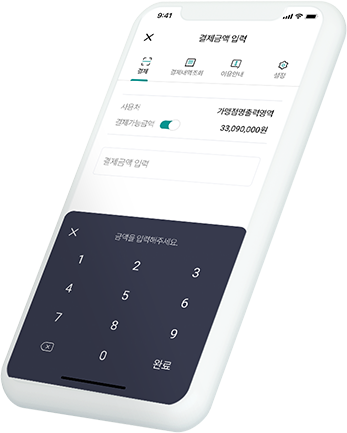 9:41
결제금액 입력
결제
결제내역조회
이용안내
설정
사용처
가맹점명출력영역
결제가능금액
33,090,000원
결제금액 입력
금액을 입력해주세요.
1 2 3
4 5 6
7 8 9
0 완료